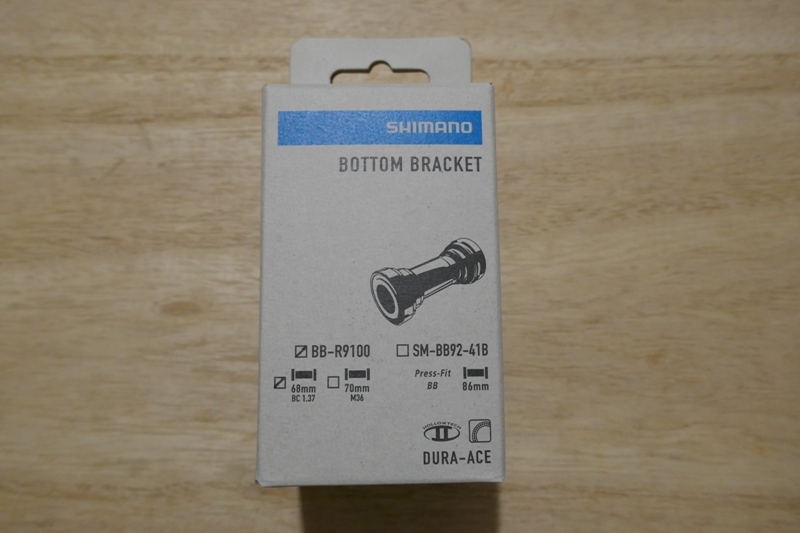 SHIMANO
BOTTOM BRACKET
BB-R9100 SM-BB92-41B
68mm 70mm Press-Fit 86mm
BC 1.37 M36 BB
HOLLOWTECH
II
DURA-ACE